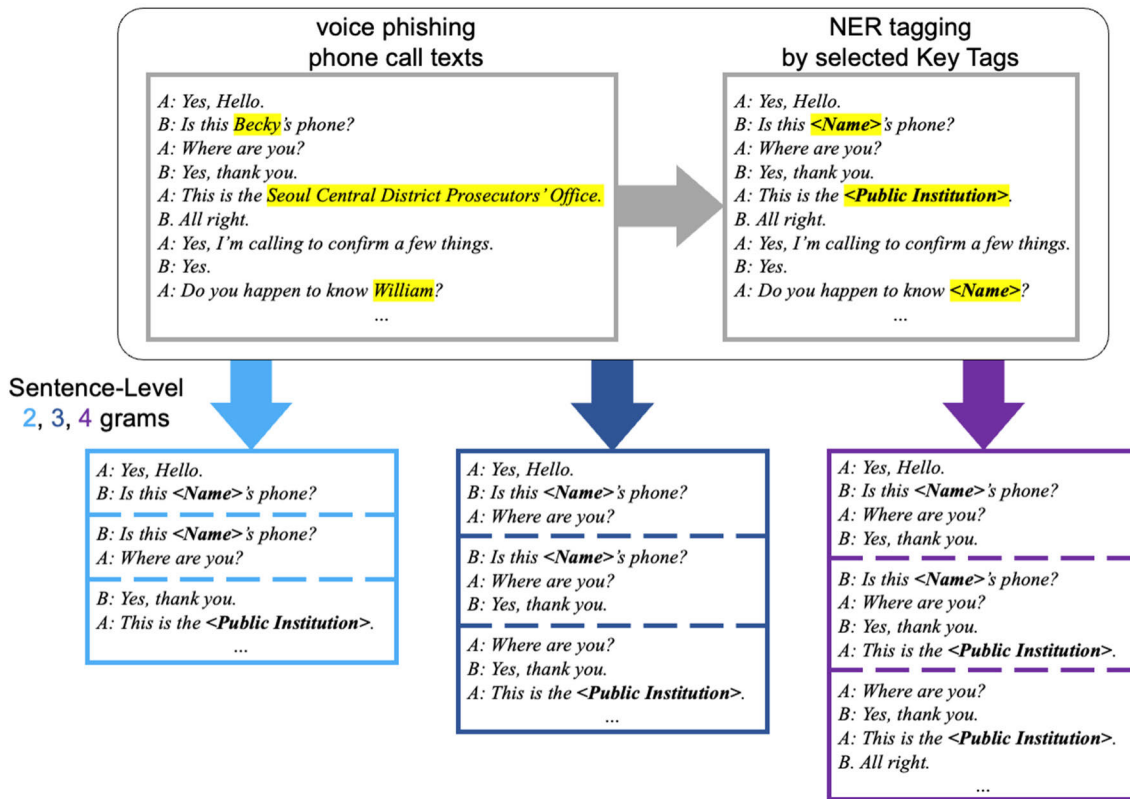 voice phishing
phone call texts
A: Yes, Hello.
B: Is this Becky's phone?
A: Where are you?
B: Yes, thank you.
A: This is the Seoul Central District Prosecutors' Office.
B. All right.
A: Yes, I'm calling to confirm a few things.
B: Yes.
A: Do you happen to know William?
...
NER tagging
by selected Key Tags
A: Yes, Hello.
B: Is this <Name>'s phone?
A: Where are you?
B: Yes, thank you.
A: This is the <Public Institution>.
B. All right.
A: Yes, I'm calling to confirm a few things.
B: Yes.
A: Do you happen to know <Name>?
...
Sentence-Level
2, 3, 4 grams
A: Yes, Hello.
B: Is this <Name>'s phone?
B: Is this <Name>'s phone?
A: Where are you?
B: Yes, thank you.
A: This is the <Public Institution>.
...
A: Yes, Hello.
B: Is this <Name>'s phone?
A: Where are you?
B: Is this <Name>'s phone?
A: Where are you?
B: Yes, thank you.
A: Where are you?
B: Yes, thank you.
A: This is the <Public Institution>.
...
A: Yes, Hello.
B: Is this <Name>'s phone?
A: Where are you?
B: Yes, thank you.
B: Is this <Name>'s phone?
A: Where are you?
B: Yes, thank you.
A: This is the <Public Institution>.
A: Where are you?
B: Yes, thank you.
A: This is the <Public Institution>.
B. All right.
...